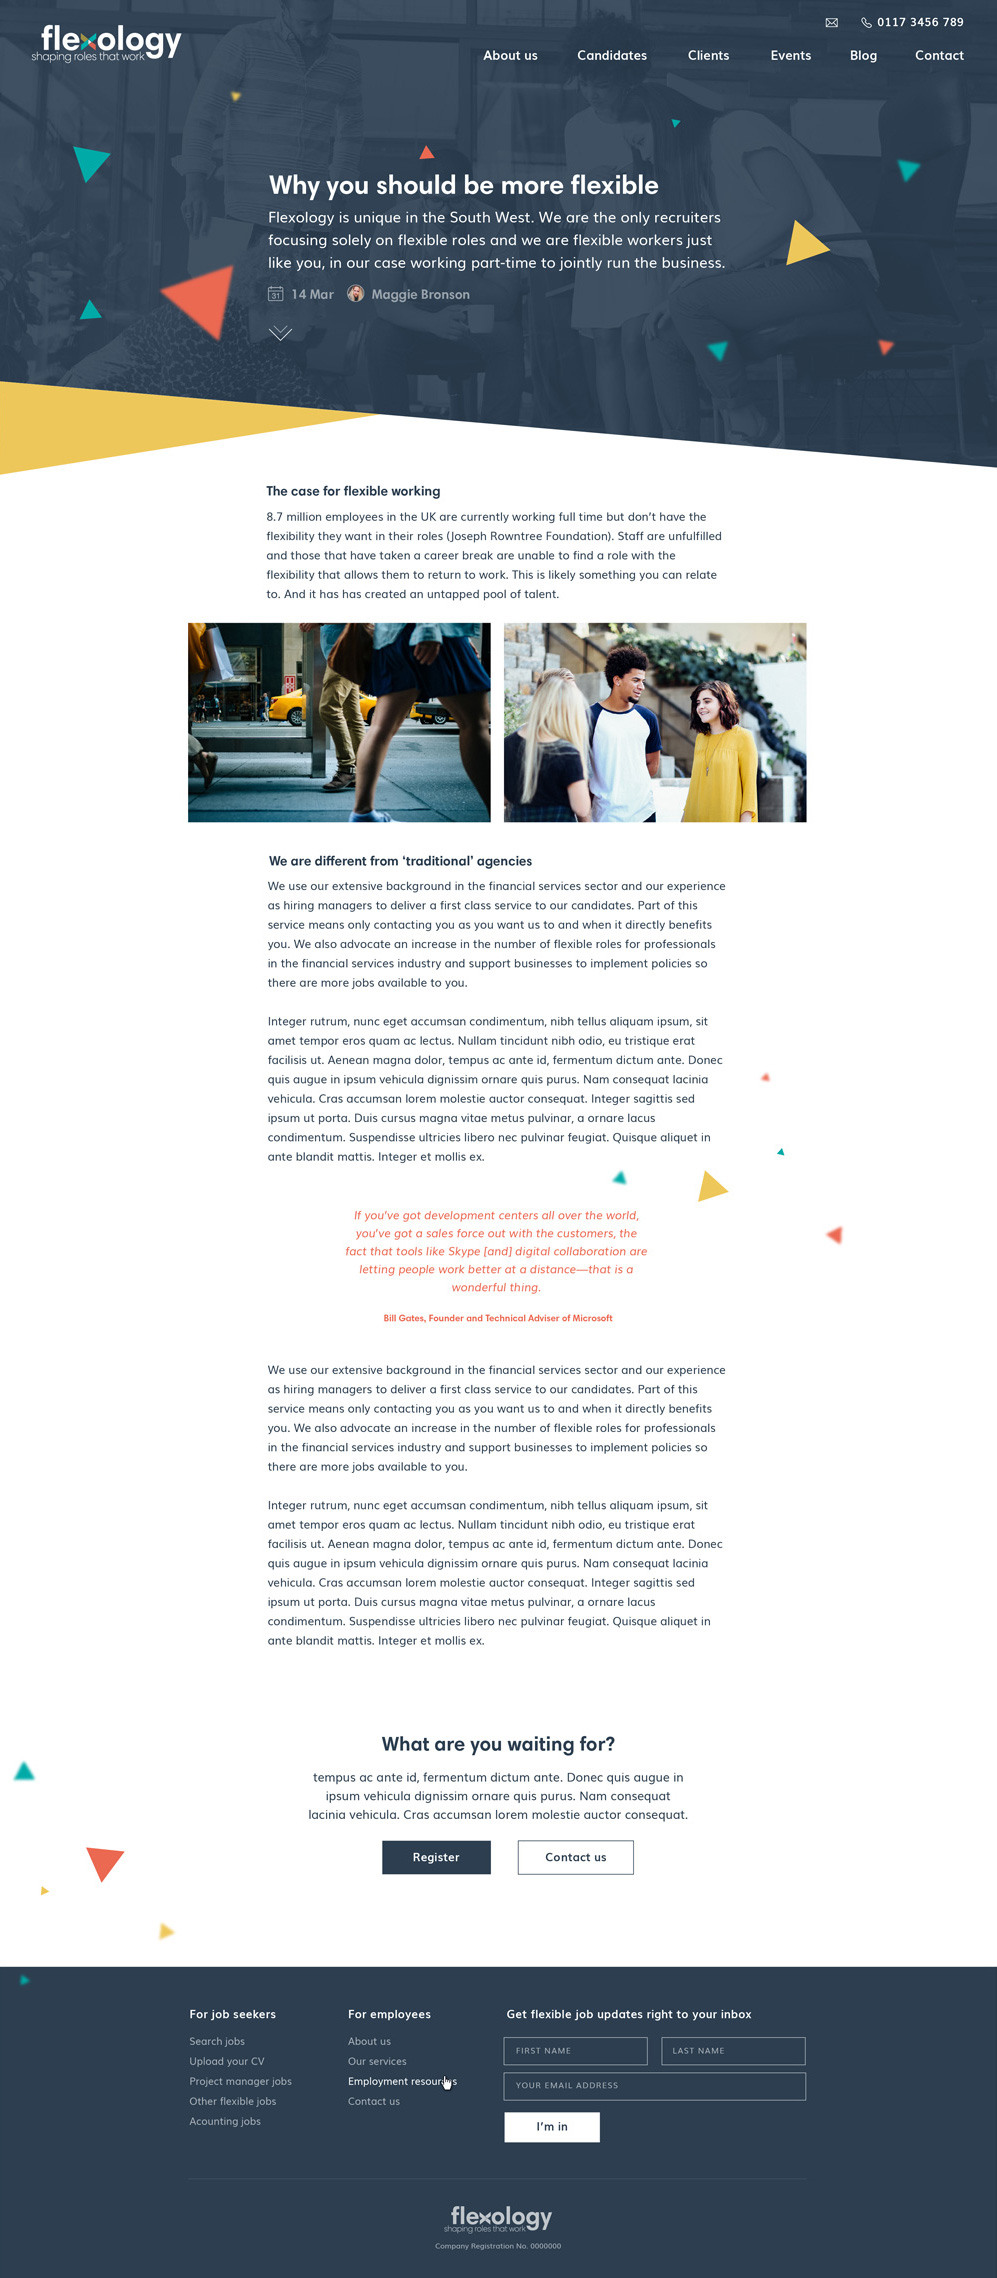 flexology
shaping roles that work
0117 3456 789
About us Candidates Clients Events Blog Contact
Why you should be more flexible
Flexology is unique in the South West. We are the only recruiters
focusing solely on flexible roles and we are flexible workers just
like you, in our case working part-time to jointly run the business.
31 14 Mar Maggie Bronson
The case for flexible working
8.7 million employees in the UK are currently working full time but don’t have the
flexibility they want in their roles (Joseph Rowntree Foundation). Staff are unfulfilled
and those that have taken a career break are unable to find a role with the
flexibility that allows them to return to work. This is likely something you can relate
to. And it has has created an untapped pool of talent.
We are different from ‘traditional’ agencies
We use our extensive background in the financial services sector and our experience
as hiring managers to deliver a first class service to our candidates. Part of this
service means only contacting you as you want us to and when it directly benefits
you. We also advocate an increase in the number of flexible roles for professionals
in the financial services industry and support businesses to implement policies so
there are more jobs available to you.
Integer rutrum, nunc eget accumsan condimentum, nibh tellus aliquam ipsum, sit
amet tempor eros quam ac lectus. Nullam tincidunt nibh odio, eu tristique erat
facilisis ut. Aenean magna dolor, tempus ac ante id, fermentum dictum ante. Donec
quis augue in ipsum vehicula dignissim ornare quis purus. Nam consequat lacinia
vehicula. Cras accumsan lorem molestie auctor consequat. Integer sagittis sed
ipsum ut porta. Duis cursus magna vitae metus pulvinar, a ornare lacus
condimentum. Suspendisse ultricies libero nec pulvinar feugiat. Quisque aliquet in
ante blandit mattis. Integer et mollis ex.
If you’ve got development centers all over the world,
you’ve got a sales force out with the customers, the
fact that tools like Skype [and] digital collaboration are
letting people work better at a distance—that is a
wonderful thing.
Bill Gates, Founder and Technical Adviser of Microsoft
We use our extensive background in the financial services sector and our experience
as hiring managers to deliver a first class service to our candidates. Part of this
service means only contacting you as you want us to and when it directly benefits
you. We also advocate an increase in the number of flexible roles for professionals
in the financial services industry and support businesses to implement policies so
there are more jobs available to you.
Integer rutrum, nunc eget accumsan condimentum, nibh tellus aliquam ipsum, sit
amet tempor eros quam ac lectus. Nullam tincidunt nibh odio, eu tristique erat
facilisis ut. Aenean magna dolor, tempus ac ante id, fermentum dictum ante. Donec
quis augue in ipsum vehicula dignissim ornare quis purus. Nam consequat lacinia
vehicula. Cras accumsan lorem molestie auctor consequat. Integer sagittis sed
ipsum ut porta. Duis cursus magna vitae metus pulvinar, a ornare lacus
condimentum. Suspendisse ultricies libero nec pulvinar feugiat. Quisque aliquet in
ante blandit mattis. Integer et mollis ex.
What are you waiting for?
tempus ac ante id, fermentum dictum ante. Donec quis augue in
ipsum vehicula dignissim ornare quis purus. Nam consequat
lacinia vehicula. Cras accumsan lorem molestie auctor consequat.
Register
Contact us
For job seekers
Search jobs
Upload your CV
Project manager jobs
Other flexible jobs
Acounting jobs
For employees
About us
Our services
Employment resources
Contact us
Get flexible job updates right to your inbox
FIRST NAME
LAST NAME
YOUR EMAIL ADDRESS
I’m in
flexology
shaping roles that work
Company Registration No. 0000000